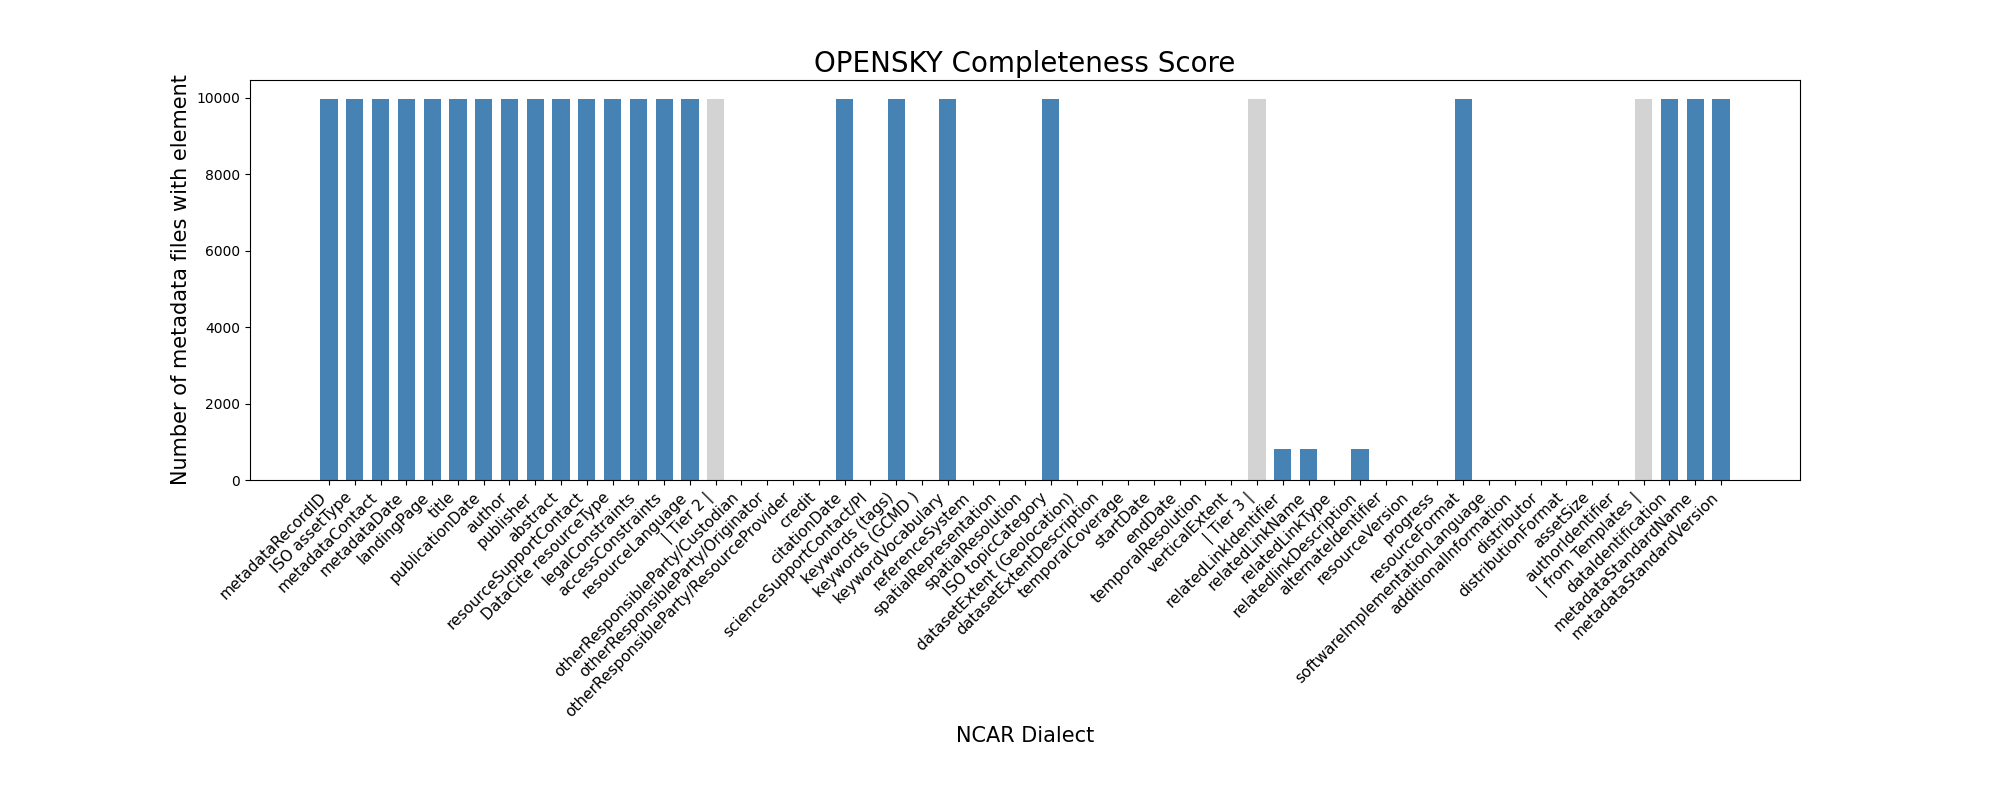 OPENSKY Completeness Score
Number of metadata files with element
10000
8000
6000
4000
2000
0
metadataRecordID
ISO assetType
metadataContact
metadataDate
landingPage
title
publicationDate
author
publisher
abstract
resourceSupportContact
DataCite resourceType
legalConstraints
accessConstraints
resourceLanguage
| Tier 2 |
otherResponsibleParty/Custodian
otherResponsibleParty/Originator
otherResponsibleParty/ResourceProvider
credit
citationDate
scienceSupportContact/PI
keywords (tags)
keywords (GCMD )
keywordVocabulary
referenceSystem
spatialRepresentation
spatialResolution
ISO topicCategory
datasetExtent (Geolocation)
datasetExtentDescription
temporalCoverage
startDate
endDate
temporalResolution
verticalExtent
| Tier 3 |
relatedLinkIdentifier
relatedLinkName
relatedLinkType
relatedlinkDescription
alternateIdentifier
resourceVersion
progress
resourceFormat
softwareImplementationLanguage
additionalInformation
distributor
distributionFormat
assetSize
authorIdentifier
| from Templates |
dataIdentification
metadataStandardName
metadataStandardVersion
NCAR Dialect